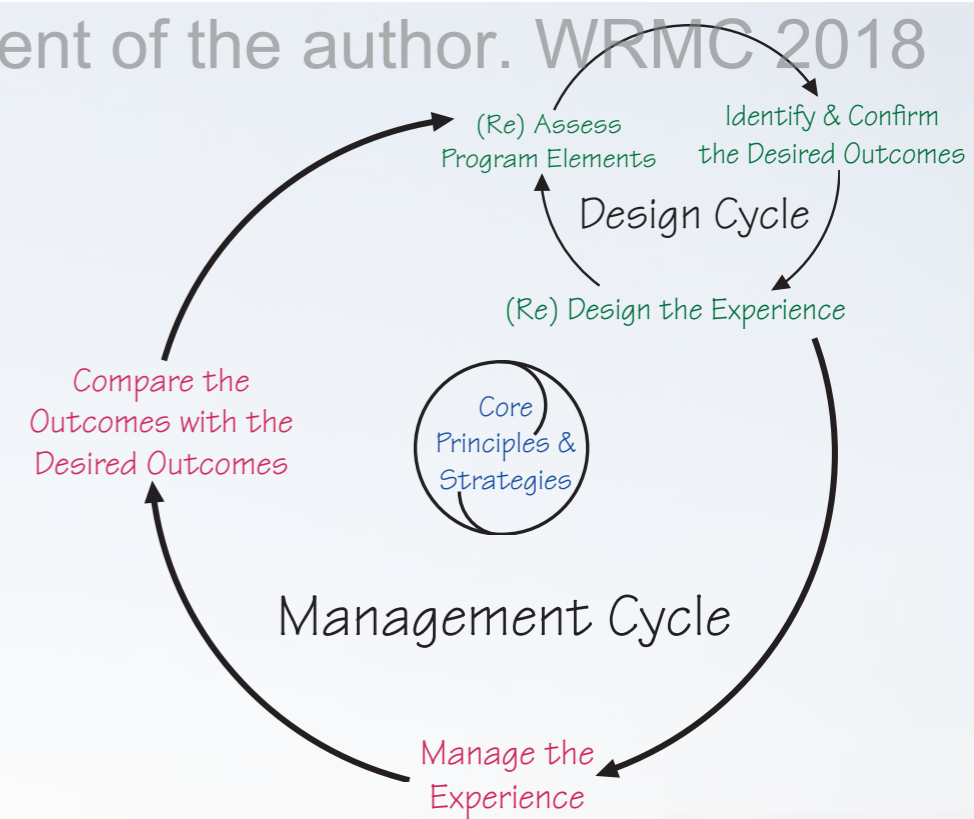 ent of the author. WRMC 2018
(Re) Assess
Program Elements
Identify & Confirm
the Desired Outcomes
Design Cycle
(Re) Design the Experience
Compare the
Outcomes with the
Desired Outcomes
Core
Principles &
Strategies
Management Cycle
Manage the
Experience